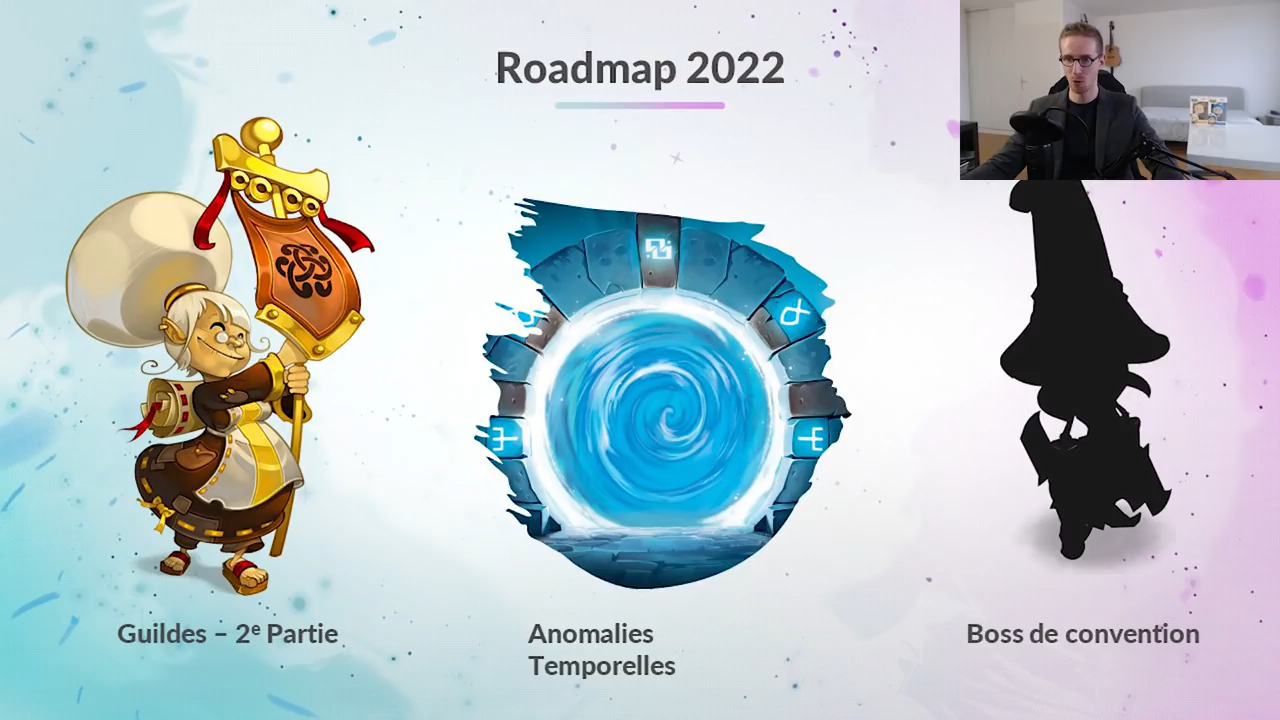 Roadmap 2022
Guildes – 2ᵉ Partie
Anomalies
Temporelles
Boss de convention